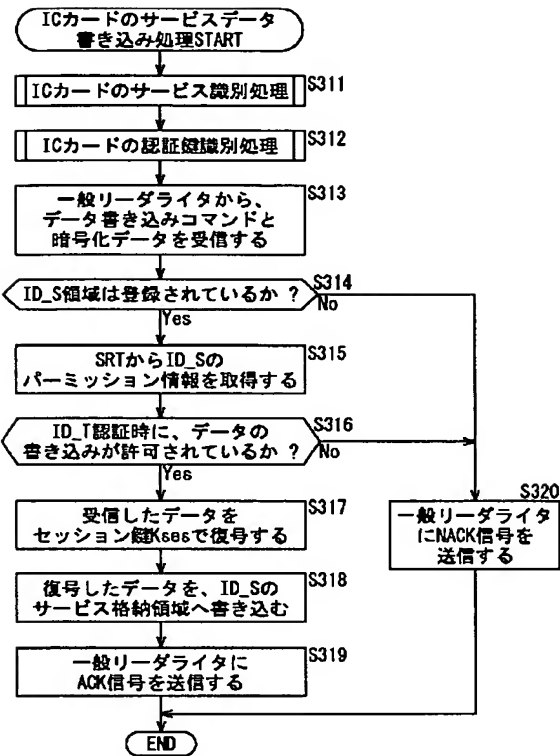 ICカードのサービスデータ
書き込み処理START
ICカードのサービス識別処理
S311
ICカードの認証鍵識別処理
S312
一般リーダライタから、
データ書き込みコマンドと
暗号化データを受信する
S313
ID_S領域は登録されているか ?
S314
No
Yes
SRTからID_Sの
パーミッション情報を取得する
S315
ID_T認証時に、データの
書き込みが許可されているか ?
S316
No
Yes
受信したデータを
セッション鍵Ksesで復号する
S317
復号したデータを、ID_Sの
サービス格納領域へ書き込む
S318
一般リーダライタに
ACK信号を送信する
S319
S320
一般リーダライタ
にNACK信号を
送信する
END